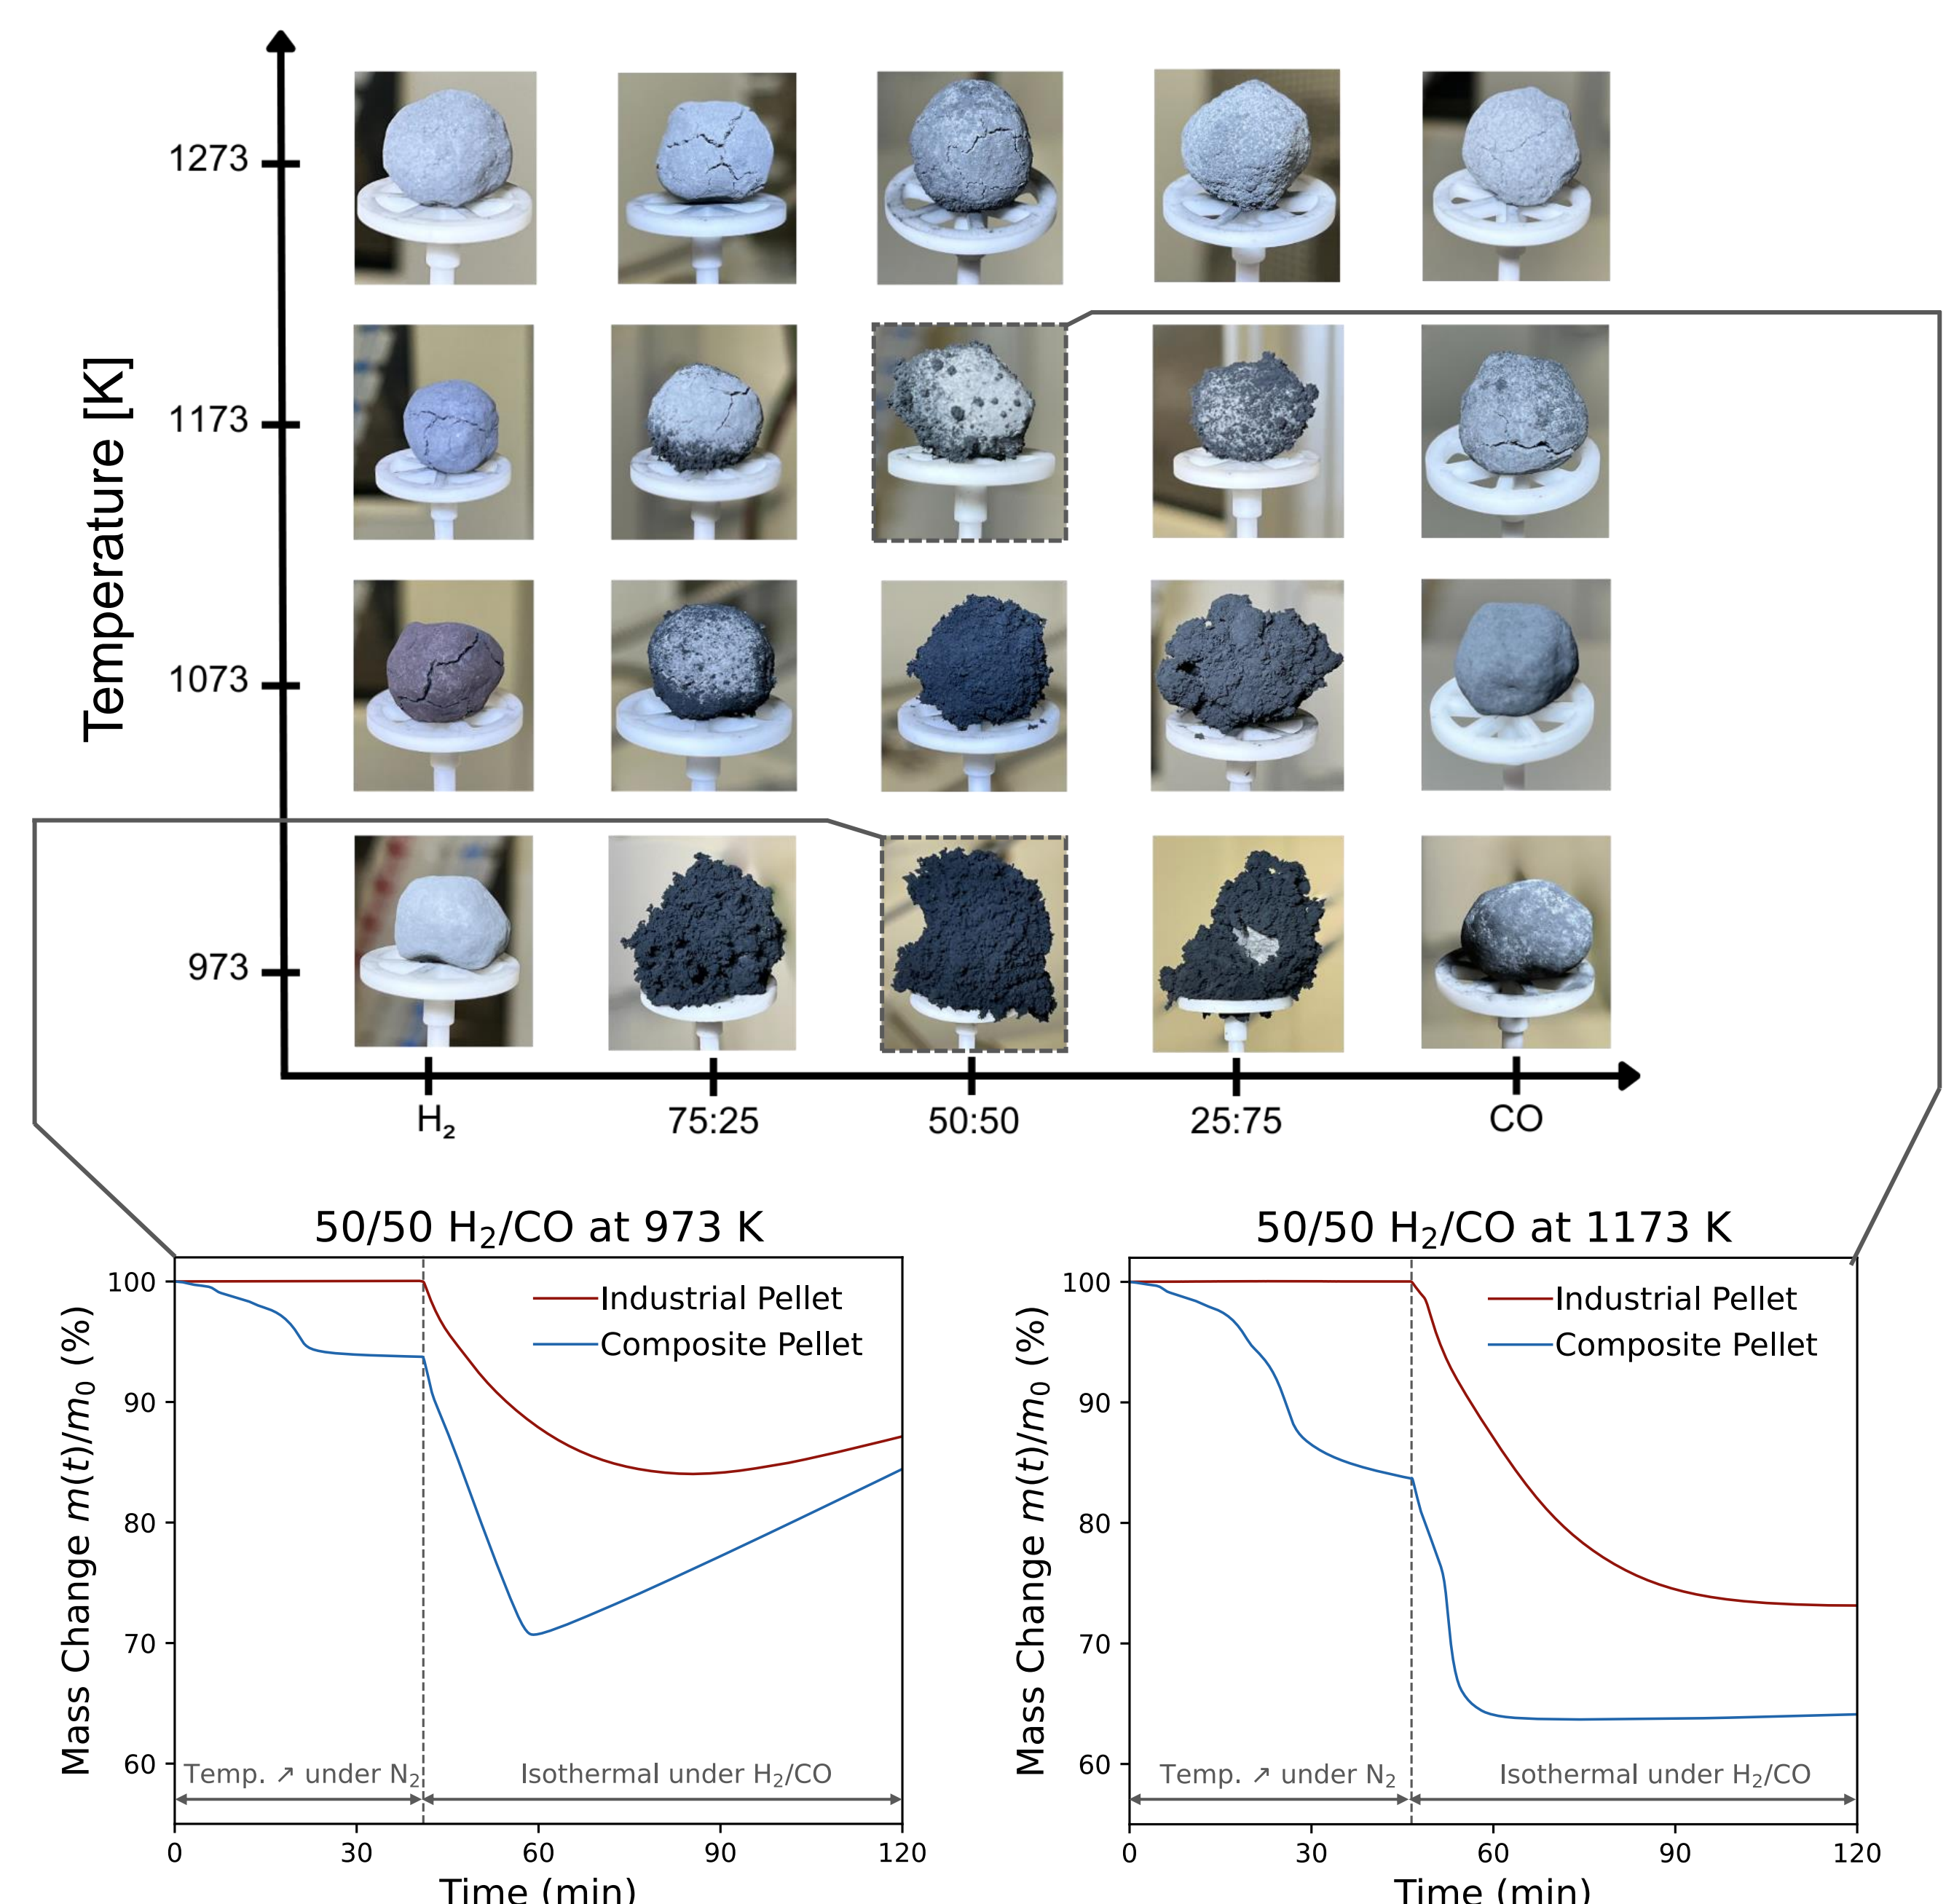 Temperature [K]
1273
1173
1073
973
H₂
75:25
50:50
25:75
CO
50/50 H₂/CO at 973 K
Mass Change m(t)/m₀ (%)
100
90
80
70
60
Industrial Pellet
Composite Pellet
Temp. ↗ under N₂
Isothermal under H₂/CO
0
30
60
90
120
Time (min)
50/50 H₂/CO at 1173 K
Mass Change m(t)/m₀ (%)
100
90
80
70
60
Industrial Pellet
Composite Pellet
Temp. ↗ under N₂
Isothermal under H₂/CO
0
30
60
90
120
Time (min)